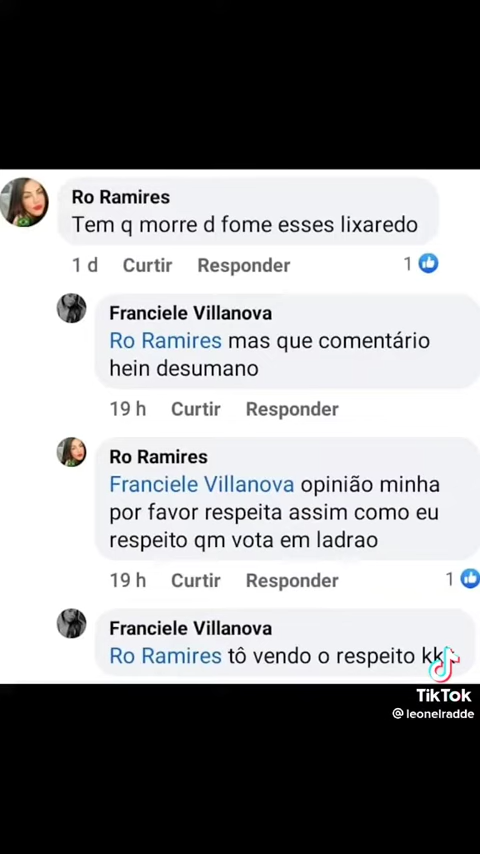 Ro Ramires
Tem q morre d fome esses lixaredo
1 d Curtir Responder 1
Franciele Villanova
Ro Ramires mas que comentário
hein desumano
19 h Curtir Responder
Ro Ramires
Franciele Villanova opinião minha
por favor respeita assim como eu
respeito qm vota em ladrao
19 h Curtir Responder 1
Franciele Villanova
Ro Ramires tô vendo o respeito
TikTok
@leonelradde